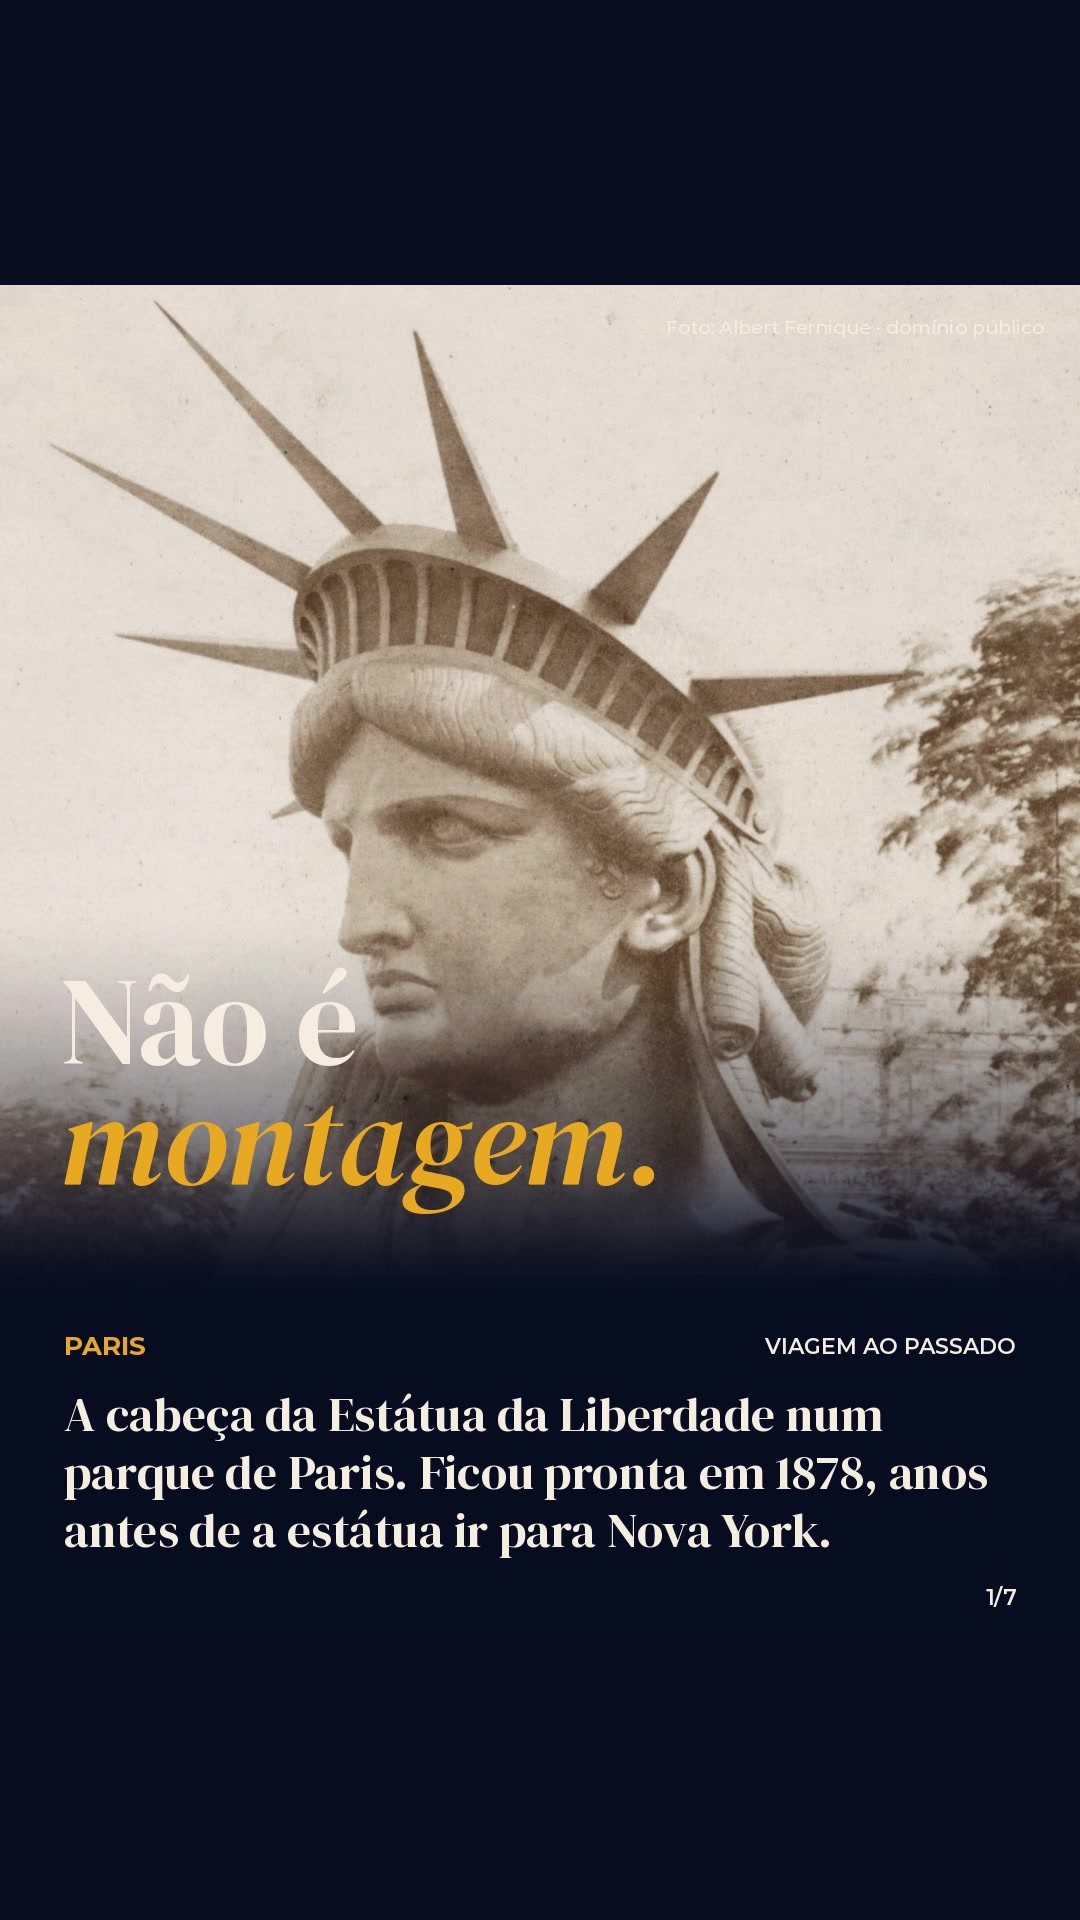 Foto: Albert Fernique · domínio público
Não é
montagem.
PARIS
VIAGEM AO PASSADO
A cabeça da Estátua da Liberdade num
parque de Paris. Ficou pronta em 1878, anos
antes de a estátua ir para Nova York.
1/7